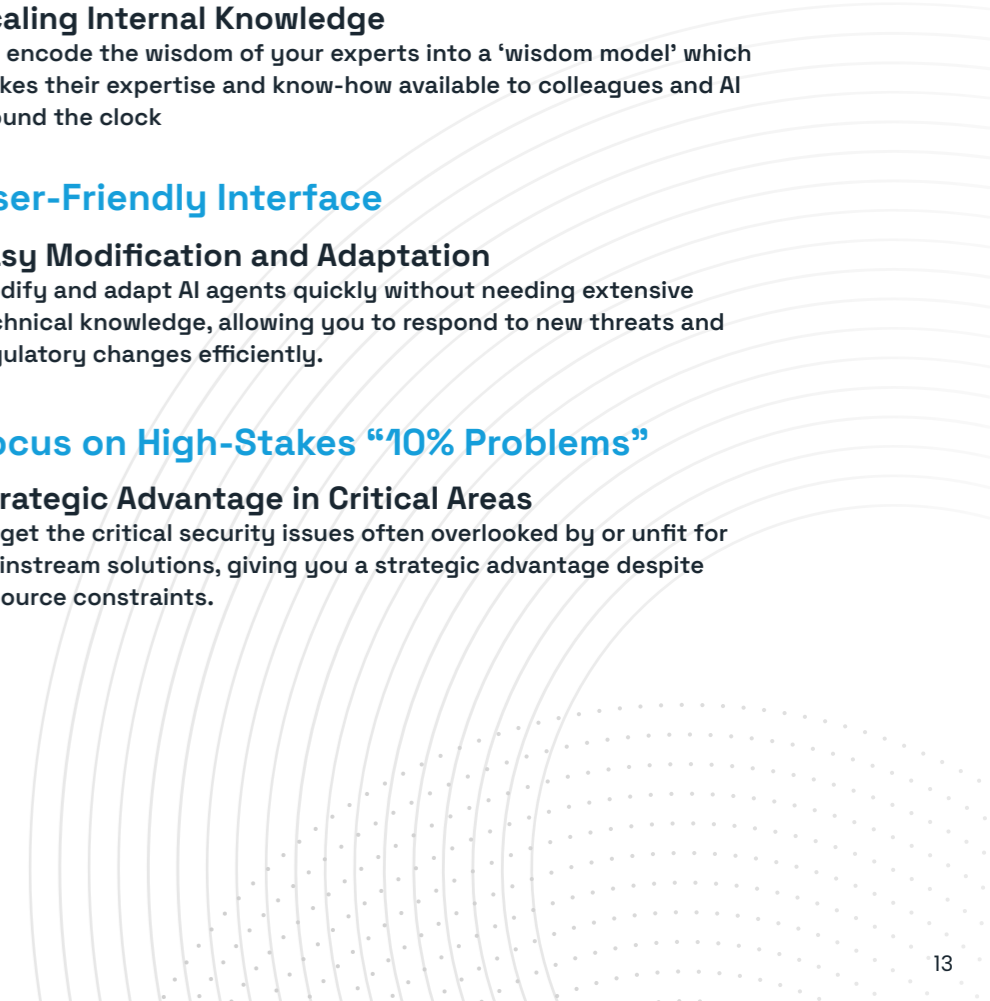 caling Internal Knowledge
encode the wisdom of your experts into a ‘wisdom model’ which
kes their expertise and know-how available to colleagues and AI
ound the clock
ser-Friendly Interface
sy Modification and Adaptation
dify and adapt AI agents quickly without needing extensive
chnical knowledge, allowing you to respond to new threats and
gulatory changes efficiently.
ocus on High-Stakes “10% Problems”
rategic Advantage in Critical Areas
get the critical security issues often overlooked by or unfit for
instream solutions, giving you a strategic advantage despite
ource constraints.
13